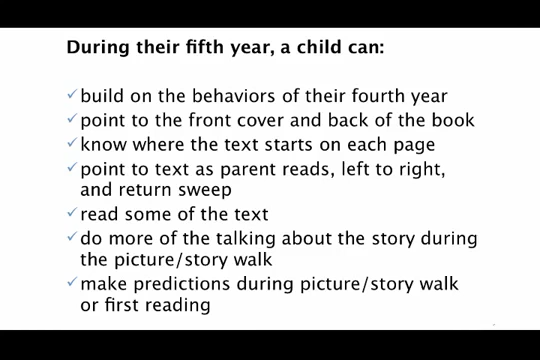 During their fifth year, a child can:
✓build on the behaviors of their fourth year
✓point to the front cover and back of the book
✓know where the text starts on each page
✓point to text as parent reads, left to right,
and return sweep
✓read some of the text
✓do more of the talking about the story during
the picture/story walk
✓make predictions during picture/story walk
or first reading